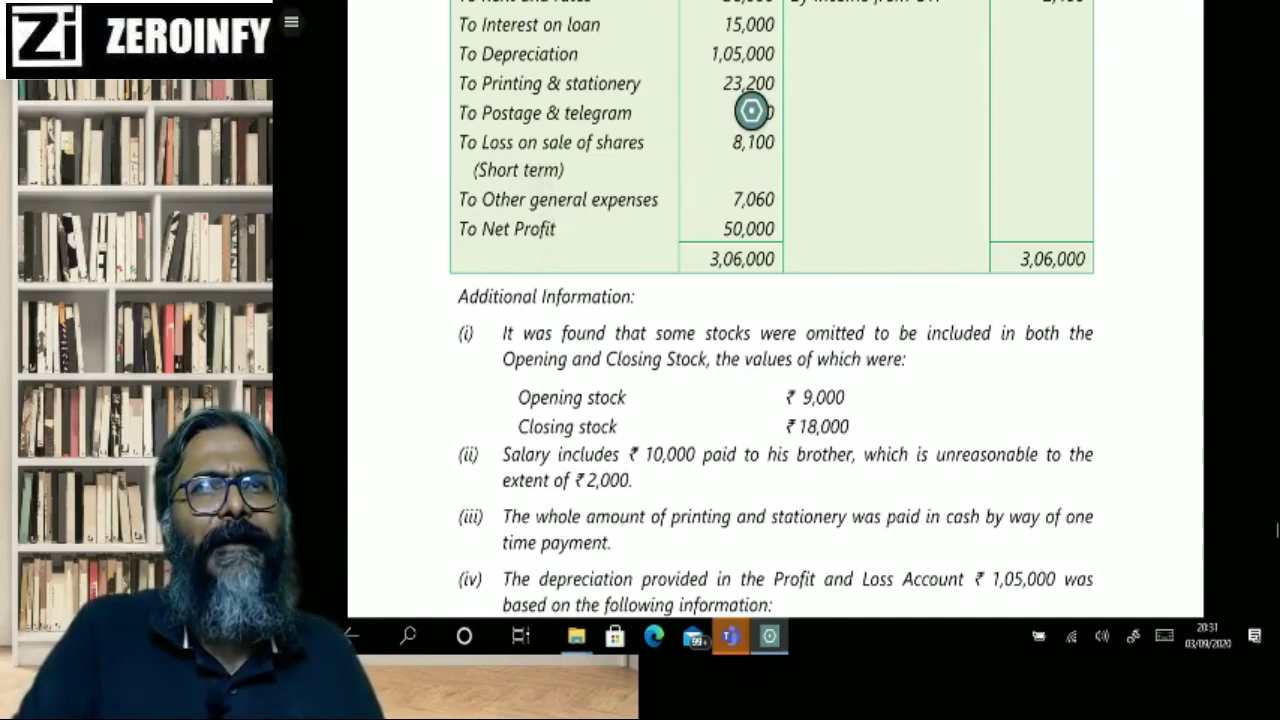 Zi ZEROINFY
To Interest on loan 15,000
To Depreciation 1,05,000
To Printing & stationery 23,200
To Postage & telegram
To Loss on sale of shares 8,100
(Short term)
To Other general expenses 7,060
To Net Profit 50,000
3,06,000 3,06,000
Additional Information:
(i) It was found that some stocks were omitted to be included in both the
Opening and Closing Stock, the values of which were:
Opening stock ₹ 9,000
Closing stock ₹ 18,000
(ii) Salary includes ₹ 10,000 paid to his brother, which is unreasonable to the
extent of ₹ 2,000.
(iii) The whole amount of printing and stationery was paid in cash by way of one
time payment.
(iv) The depreciation provided in the Profit and Loss Account ₹ 1,05,000 was
based on the following information:
99+
20:31
03/09/2020